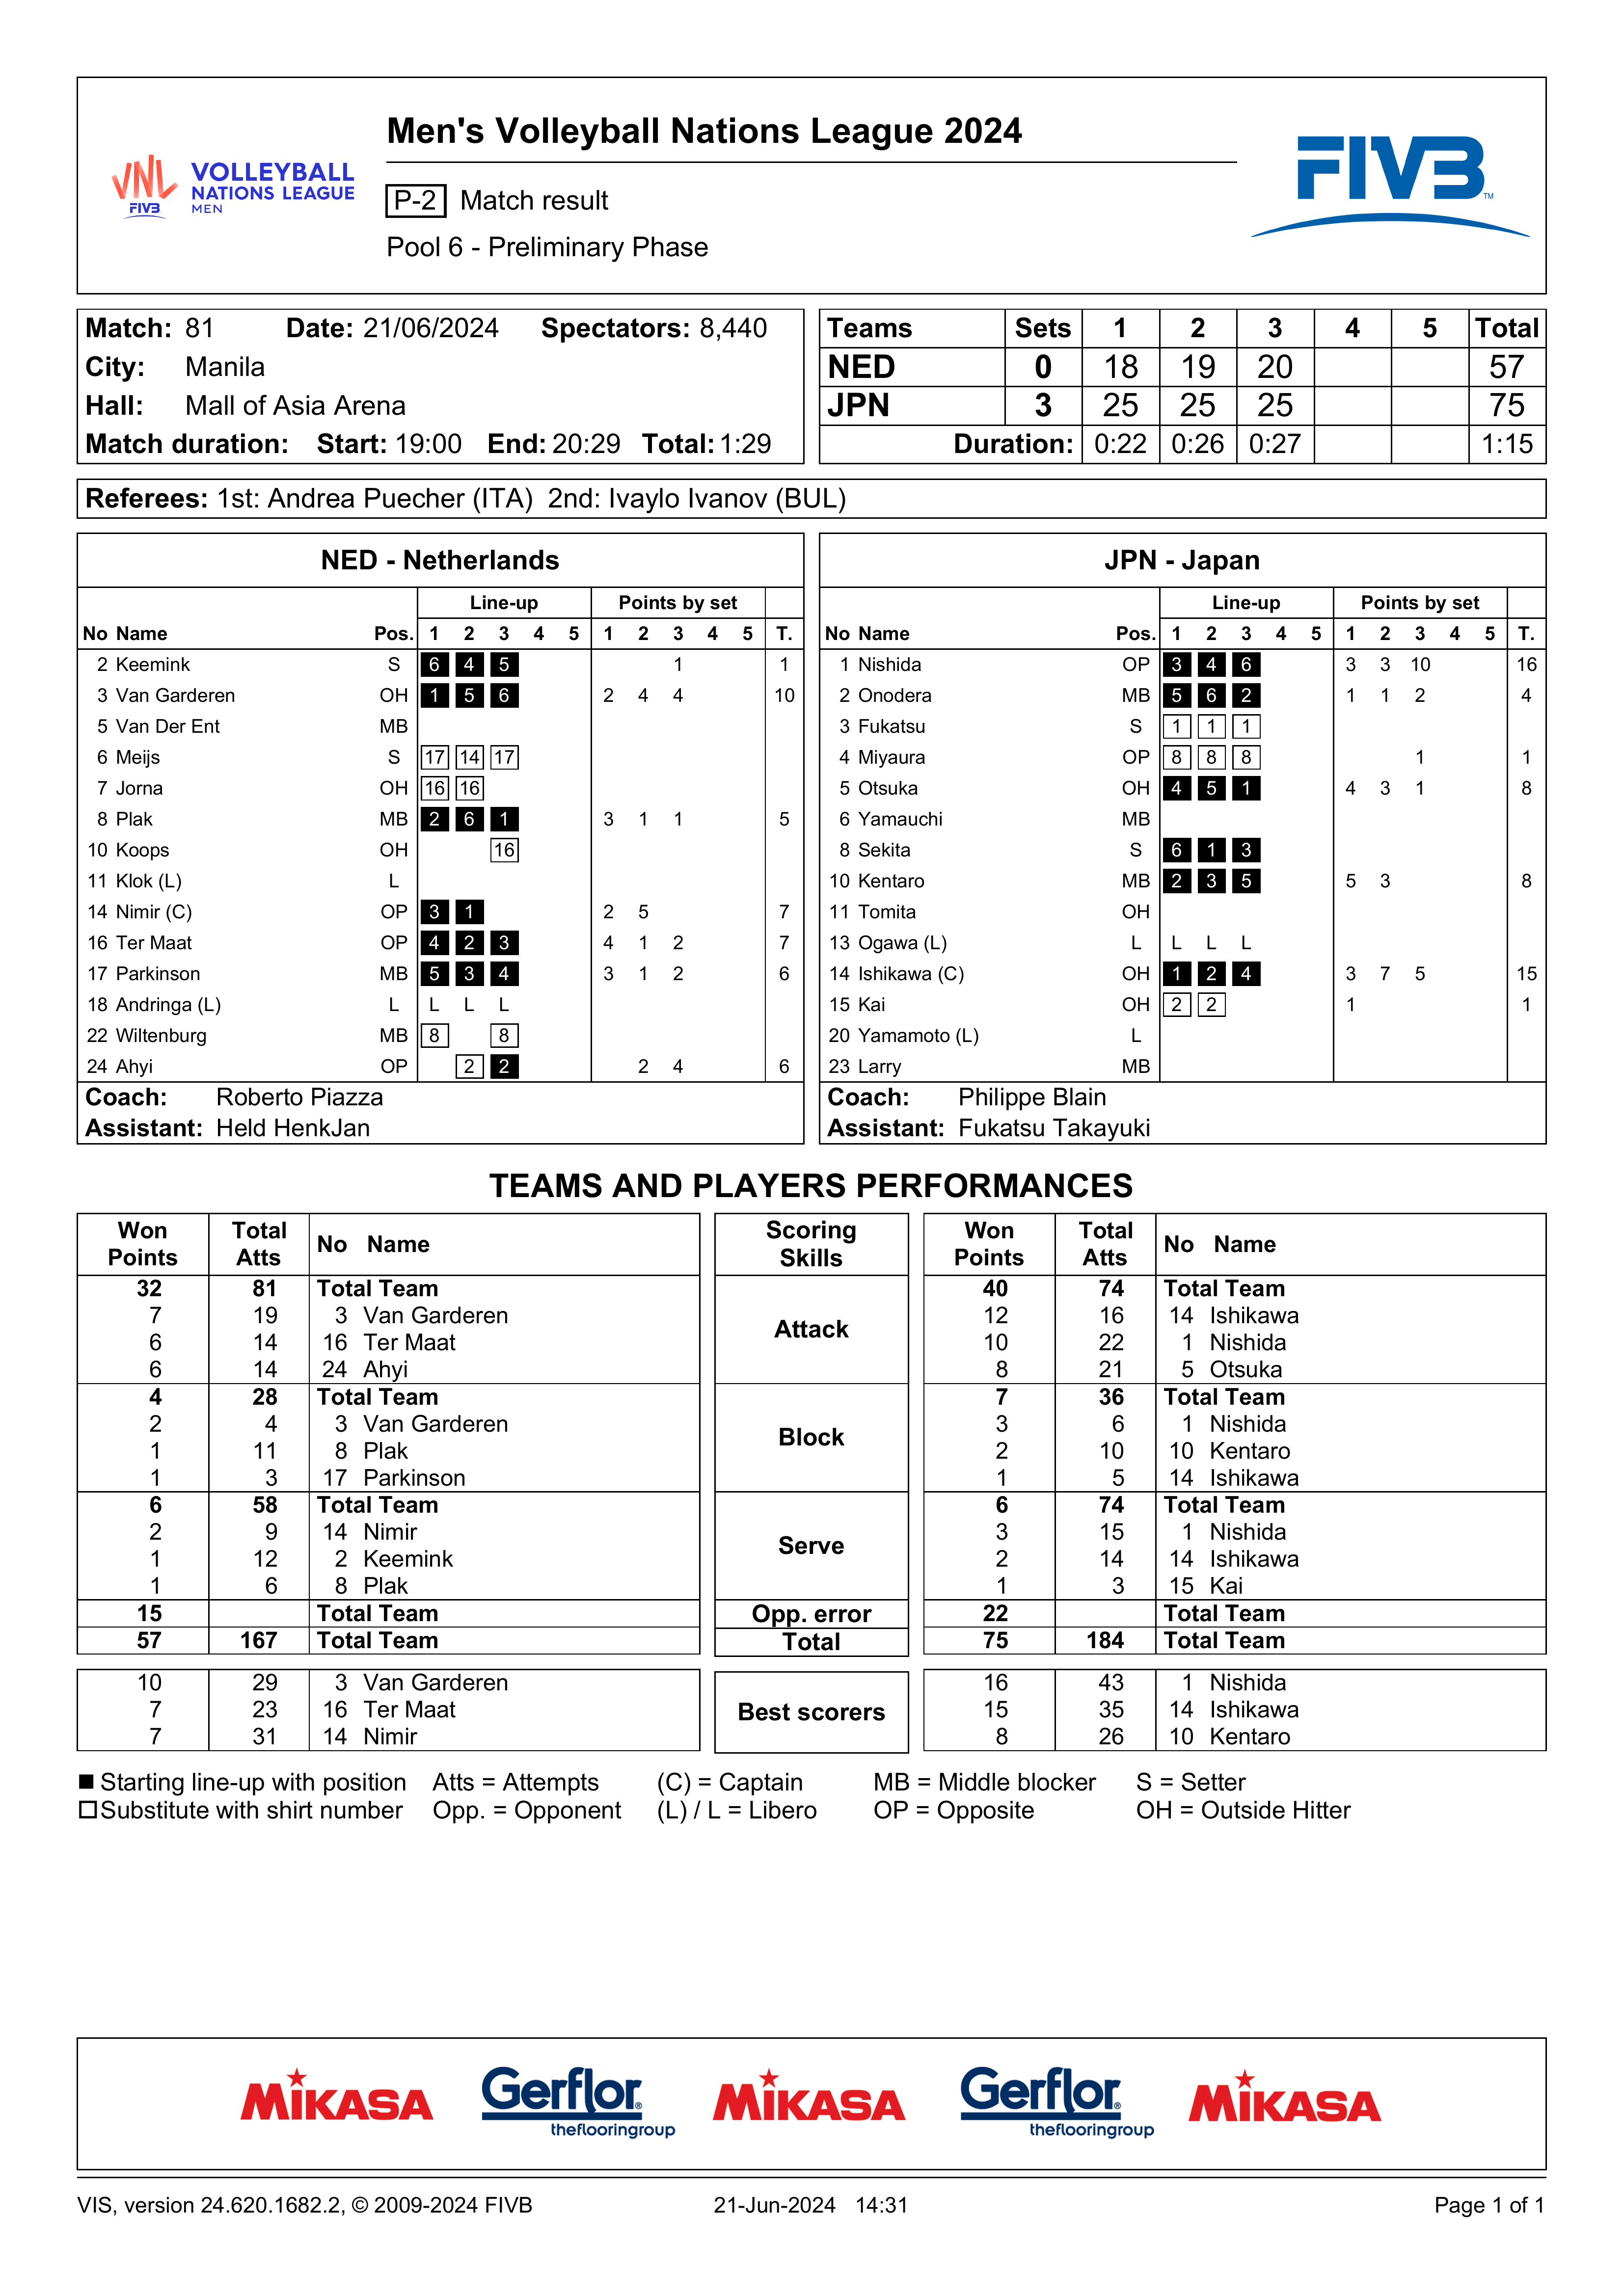 Men's Volleyball Nations League 2024
VNL FIVB VOLLEYBALL NATIONS LEAGUE MEN
P-2 Match result
Pool 6 - Preliminary Phase
FIVB TM
Match: 81 Date: 21/06/2024 Spectators: 8,440
City: Manila
Hall: Mall of Asia Arena
Match duration: Start: 19:00 End: 20:29 Total: 1:29
Teams Sets 1 2 3 4 5 Total
NED 0 18 19 20 57
JPN 3 25 25 25 75
Duration: 0:22 0:26 0:27 1:15
Referees: 1st: Andrea Puecher (ITA) 2nd: Ivaylo Ivanov (BUL)
NED - Netherlands
Line-up Points by set
No Name Pos. 1 2 3 4 5 1 2 3 4 5 T.
2 Keemink S 6 4 5 1 1
3 Van Garderen OH 1 5 6 2 4 4 10
5 Van Der Ent MB
6 Meijs S 17 14 17
7 Jorna OH 16 16
8 Plak MB 2 6 1 3 1 1 5
10 Koops OH 16
11 Klok (L) L
14 Nimir (C) OP 3 1 2 5 7
16 Ter Maat OP 4 2 3 4 1 2 7
17 Parkinson MB 5 3 4 3 1 2 6
18 Andringa (L) L L L L
22 Wiltenburg MB 8 8
24 Ahyi OP 2 2 2 4 6
Coach: Roberto Piazza
Assistant: Held HenkJan
JPN - Japan
Line-up Points by set
No Name Pos. 1 2 3 4 5 1 2 3 4 5 T.
1 Nishida OP 3 4 6 3 3 10 16
2 Onodera MB 5 6 2 1 1 2 4
3 Fukatsu S 1 1 1
4 Miyaura OP 8 8 8 1 1
5 Otsuka OH 4 5 1 4 3 1 8
6 Yamauchi MB
8 Sekita S 6 1 3
10 Kentaro MB 2 3 5 5 3 8
11 Tomita OH
13 Ogawa (L) L L L L
14 Ishikawa (C) OH 1 2 4 3 7 5 15
15 Kai OH 2 2 1 1
20 Yamamoto (L) L
23 Larry MB
Coach: Philippe Blain
Assistant: Fukatsu Takayuki
TEAMS AND PLAYERS PERFORMANCES
Won Points Total Atts No Name Scoring Skills Won Points Total Atts No Name
Attack
32 81 Total Team 40 74 Total Team
7 19 3 Van Garderen 12 16 14 Ishikawa
6 14 16 Ter Maat 10 22 1 Nishida
6 14 24 Ahyi 8 21 5 Otsuka
Block
4 28 Total Team 7 36 Total Team
2 4 3 Van Garderen 3 6 1 Nishida
1 11 8 Plak 2 10 10 Kentaro
1 3 17 Parkinson 1 5 14 Ishikawa
Serve
6 58 Total Team 6 74 Total Team
2 9 14 Nimir 3 15 1 Nishida
1 12 2 Keemink 2 14 14 Ishikawa
1 6 8 Plak 1 3 15 Kai
15 Total Team Opp. error 22 Total Team
57 167 Total Team Total 75 184 Total Team
Best scorers
10 29 3 Van Garderen 16 43 1 Nishida
7 23 16 Ter Maat 15 35 14 Ishikawa
7 31 14 Nimir 8 26 10 Kentaro
Starting line-up with position Atts = Attempts (C) = Captain MB = Middle blocker S = Setter
Substitute with shirt number Opp. = Opponent (L) / L = Libero OP = Opposite OH = Outside Hitter
MIKASA Gerflor® theflooringgroup MIKASA Gerflor® theflooringgroup MIKASA
VIS, version 24.620.1682.2, © 2009-2024 FIVB 21-Jun-2024 14:31 Page 1 of 1